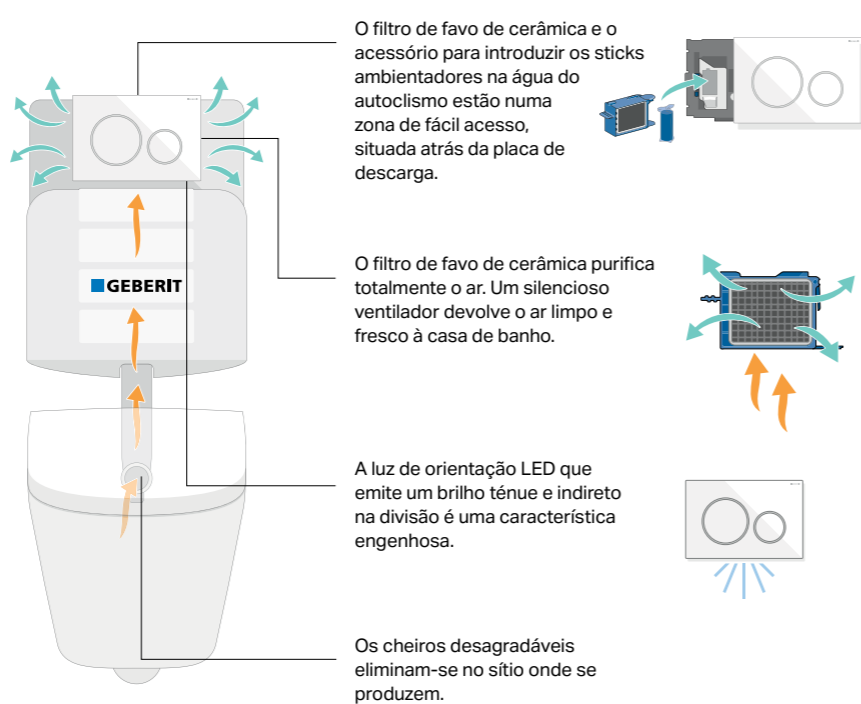 O filtro de favo de cerâmica e o
acessório para introduzir os sticks
ambientadores na água do
autoclismo estão numa
zona de fácil acesso,
situada atrás da placa de
descarga.
O filtro de favo de cerâmica purifica
totalmente o ar. Um silencioso
ventilador devolve o ar limpo e
fresco à casa de banho.
GEBERIT
A luz de orientação LED que
emite um brilho ténue e indireto
na divisão é uma característica
engenhosa.
Os cheiros desagradáveis
eliminam-se no sítio onde se
produzem.